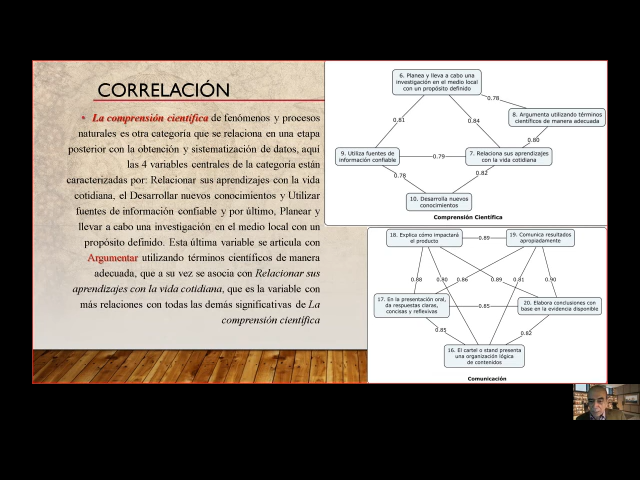 CORRELACIÓN
• La comprensión científica de fenómenos y procesos
naturales es otra categoría que se relaciona en una etapa
posterior con la obtención y sistematización de datos, aquí
las 4 variables centrales de la categoría están
caracterizadas por: Relacionar sus aprendizajes con la vida
cotidiana, el Desarrollar nuevos conocimientos y Utilizar
fuentes de información confiable y por último, Planear y
llevar a cabo una investigación en el medio local con un
propósito definido. Esta última variable se articula con
Argumentar utilizando términos científicos de manera
adecuada, que a su vez se asocia con Relacionar sus
aprendizajes con la vida cotidiana, que es la variable con
más relaciones con todas las demás significativas de La
comprensión científica
6. Planea y lleva a cabo una
investigación en el medio local
con un propósito definido
0.78
8. Argumenta utilizando términos
científicos de manera adecuada
0.81
0.84
0.80
9. Utiliza fuentes de
información confiable
0.79
7. Relaciona sus aprendizajes
con la vida cotidiana
0.78
0.82
10. Desarrolla nuevos
conocimientos
Comprensión Científica
18. Explica cómo impactará
el producto
0.85
19. Comunica resultados
apropiadamente
0.88
0.80
0.86
0.89
0.81
0.90
17. En la presentación oral,
da respuestas claras,
concisas y reflexivas
0.85
20. Elabora conclusiones con
base en la evidencia disponible
0.85
0.82
16. El cartel o stand presenta
una organización lógica
de contenidos
Comunicación